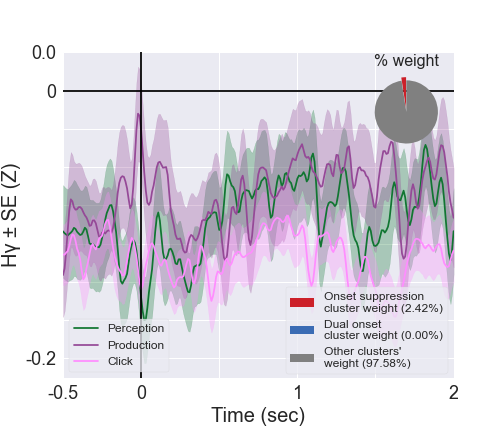 % weight
0.0
0
-0.2
Hγ ± SE (Z)
Perception
Production
Click
Onset suppression
cluster weight (2.42%)
Dual onset
cluster weight (0.00%)
Other clusters'
weight (97.58%)
-0.5
0
1
2
Time (sec)